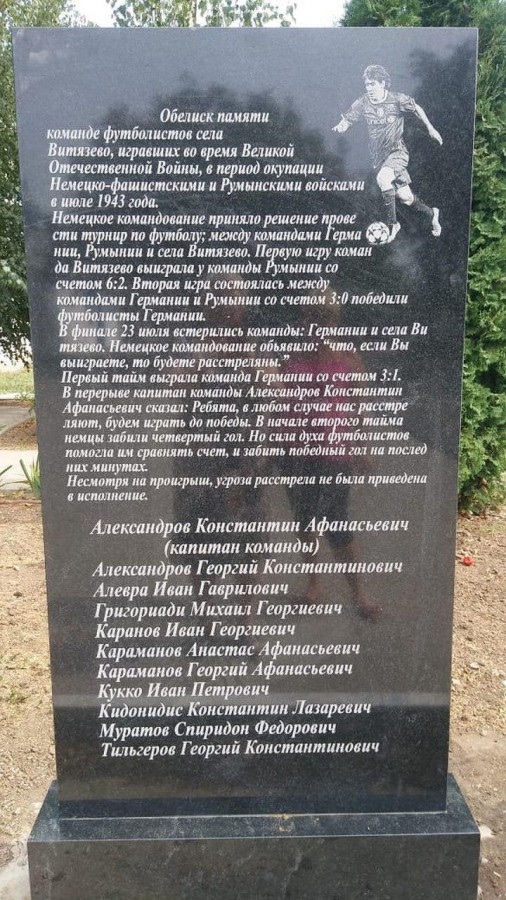 Обелиск памяти
команде футболистов села
Витязево, игравших во время Великой
Отечественной Войны, в период окупации
Немецко-фашистскими и Румынскими войсками
в июле 1943 года.
Немецкое командование приняло решение прове
сти турнир по футболу; между командами Герма
нии, Румынии и села Витязево. Первую игру коман
да Витязево выиграла у команды Румынии со
счетом 6:2. Вторая игра состоялась между
командами Германии и Румынии со счетом 3:0 победили
футболисты Германии.
В финале 23 июля встерились команды: Германии и села Ви
тязево. Немецкое командование обьявило: “что, если Вы
выиграете, то будете расстреляны.”
Первый тайм выграла команда Германии со счетом 3:1.
В перерыве капитан команды Александров Константин
Афанасьевич сказал: Ребята, в любом случае нас расстре
ляют, будем играть до победы. В начале второго тайма
немцы забили четвертый гол. Но сила духа футболистов
помогла им сравнять счет, и забить победный гол на послед
них минутах.
Несмотря на проигрыш, угроза расстрела не была приведена
в исполнение.
Александров Константин Афанасьевич
(капитан команды)
Александров Георгий Константинович
Алевра Иван Гаврилович
Григориади Михаил Георгиевич
Каранов Иван Георгиевич
Караманов Анастас Афанасьевич
Караманов Георгий Афанасьевич
Кукко Иван Петрович
Кидонидис Константин Лазаревич
Муратов Спиридон Федорович
Тильгеров Георгий Константинович